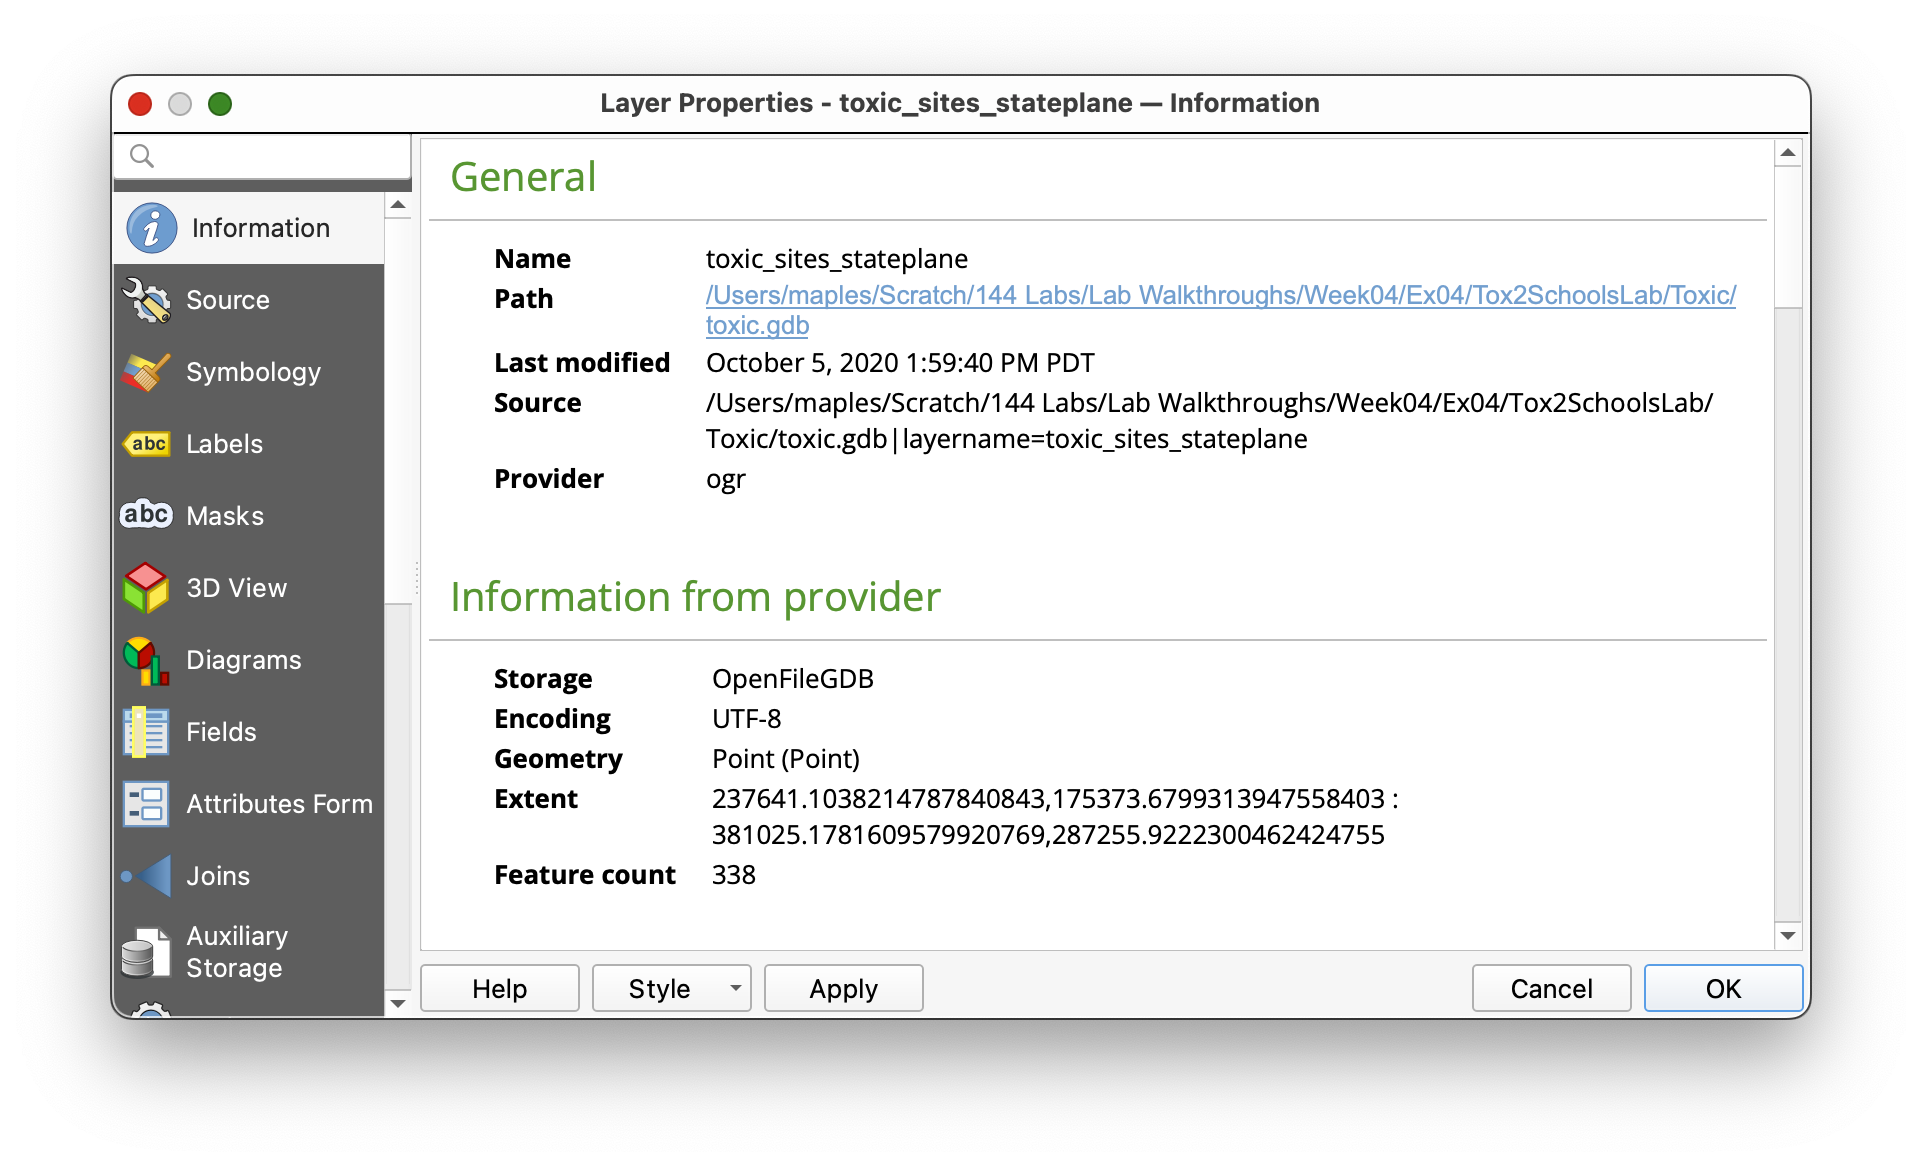 Layer Properties - toxic_sites_stateplane — Information
Information
Source
Symbology
abc Labels
abc Masks
3D View
Diagrams
Fields
Attributes Form
Joins
Auxiliary
Storage
General
Name toxic_sites_stateplane
Path /Users/maples/Scratch/144 Labs/Lab Walkthroughs/Week04/Ex04/Tox2SchoolsLab/Toxic/
toxic.gdb
Last modified October 5, 2020 1:59:40 PM PDT
Source /Users/maples/Scratch/144 Labs/Lab Walkthroughs/Week04/Ex04/Tox2SchoolsLab/
Toxic/toxic.gdb|layername=toxic_sites_stateplane
Provider ogr
Information from provider
Storage OpenFileGDB
Encoding UTF-8
Geometry Point (Point)
Extent 237641.1038214787840843,175373.6799313947558403 :
381025.1781609579920769,287255.9222300462424755
Feature count 338
Help Style Apply Cancel OK